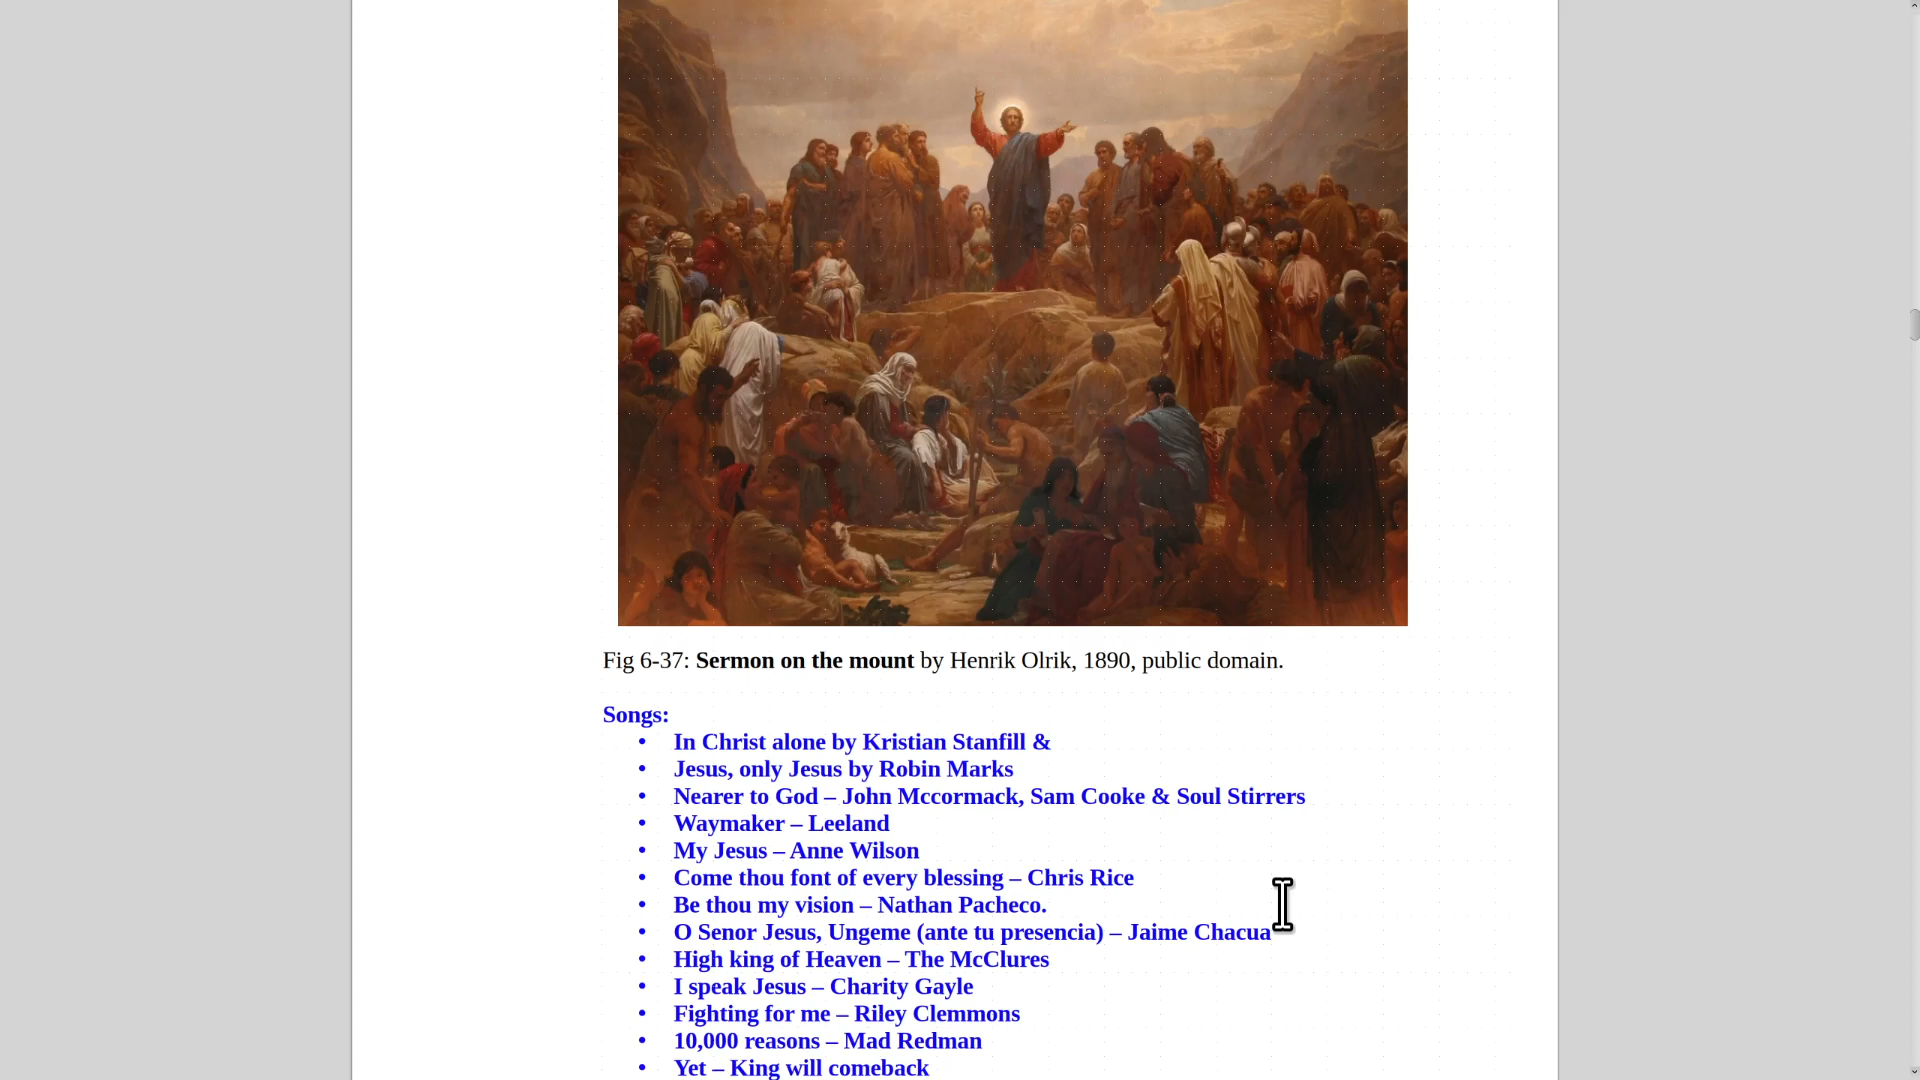 Fig 6-37: Sermon on the mount by Henrik Olrik, 1890, public domain.
Songs:
• In Christ alone by Kristian Stanfill &
• Jesus, only Jesus by Robin Marks
• Nearer to God – John Mccormack, Sam Cooke & Soul Stirrers
• Waymaker – Leeland
• My Jesus – Anne Wilson
• Come thou font of every blessing – Chris Rice
• Be thou my vision – Nathan Pacheco.
• O Senor Jesus, Ungeme (ante tu presencia) – Jaime Chacua
• High king of Heaven – The McClures
• I speak Jesus – Charity Gayle
• Fighting for me – Riley Clemmons
• 10,000 reasons – Mad Redman
• Yet – King will comeback